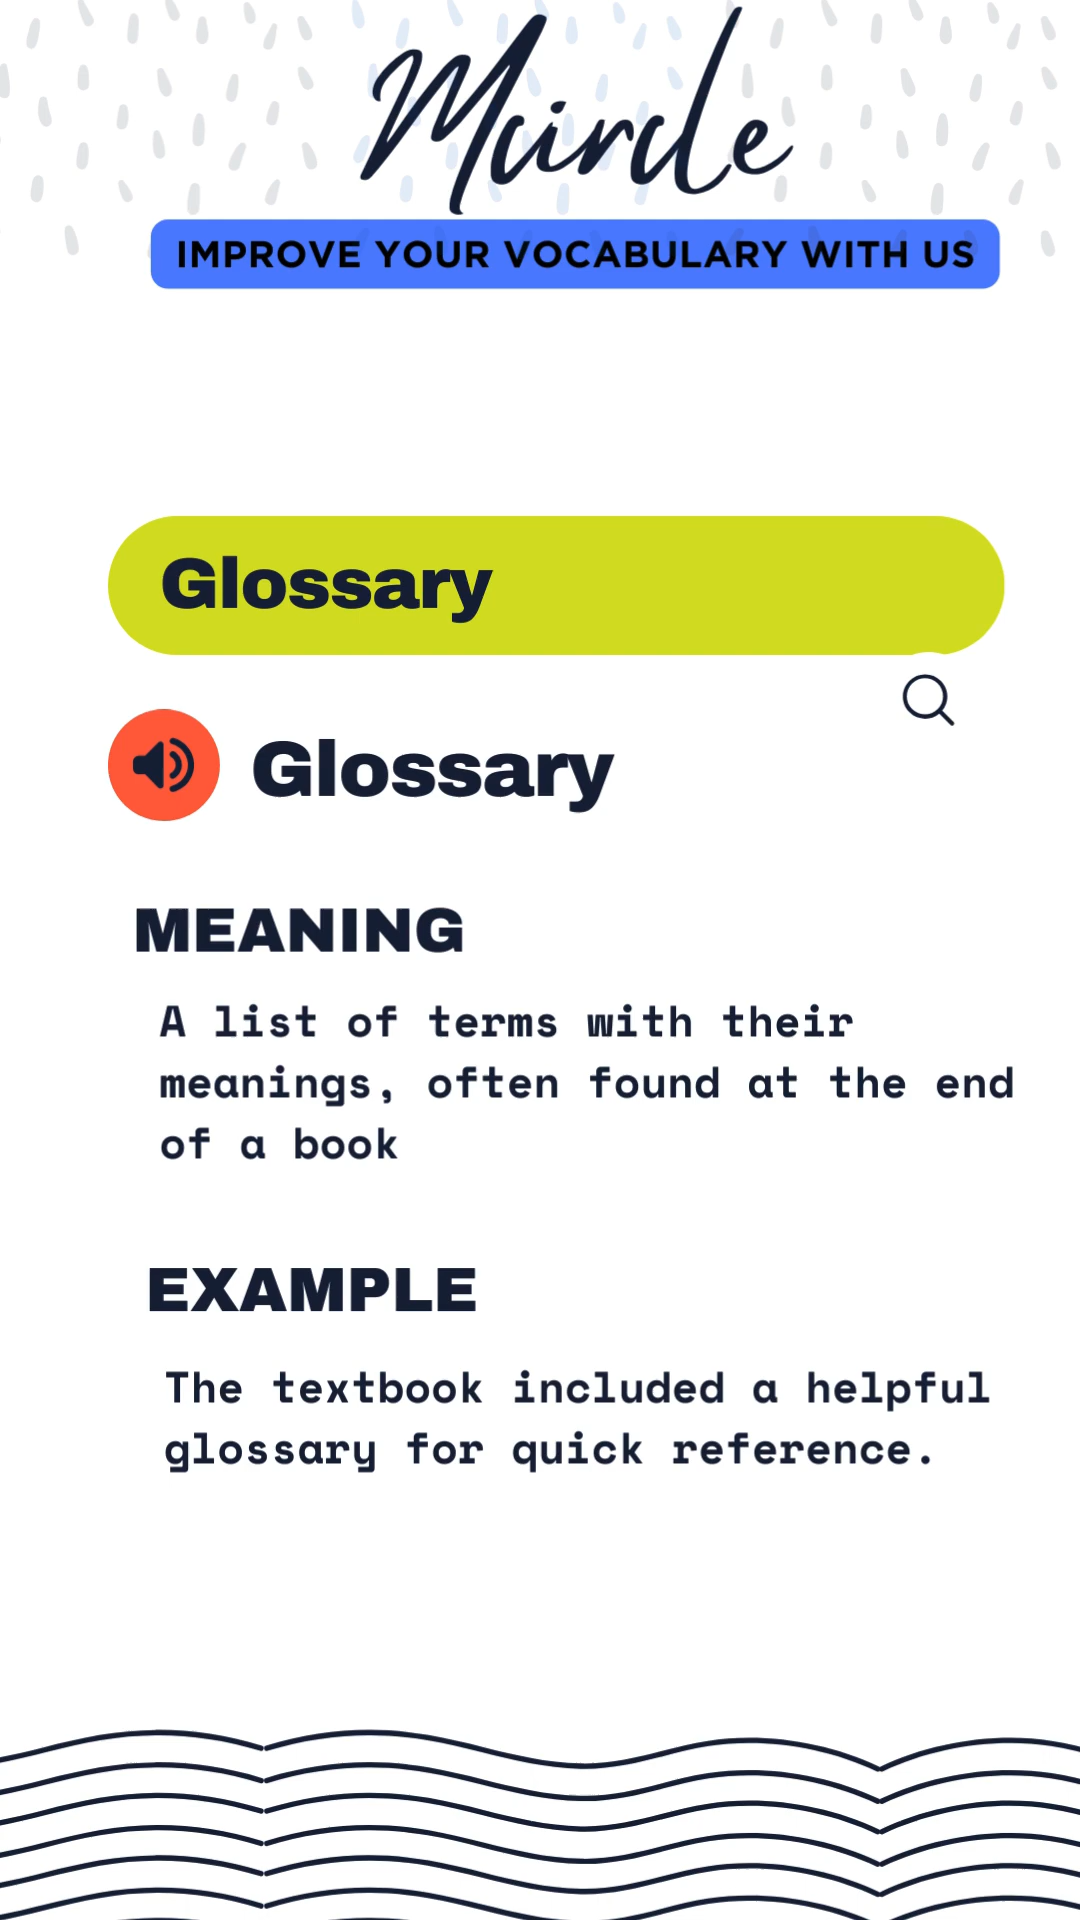 IMPROVE YOUR VOCABULARY WITH US
Glossary
Glossary
MEANING
A list of terms with their
meanings, often found at the end
of a book
EXAMPLE
The textbook included a helpful
glossary for quick reference.